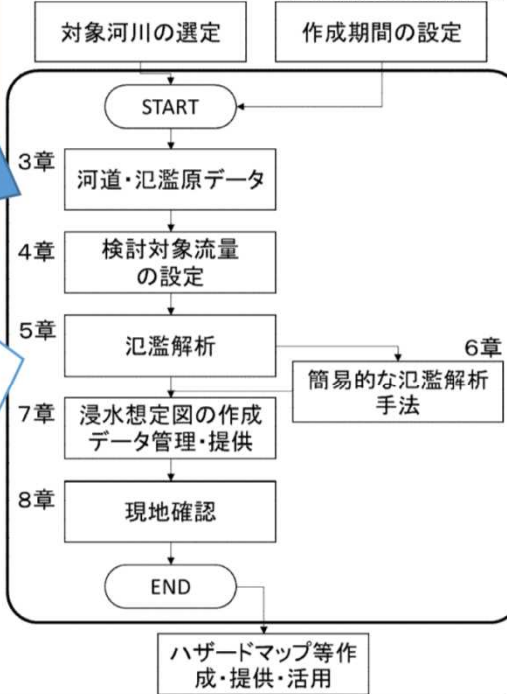 対象河川の選定
作成期間の設定
START
3章
河道・氾濫原データ
4章
検討対象流量
の設定
5章
氾濫解析
6章
簡易的な氾濫解析
手法
7章
浸水想定図の作成
データ管理・提供
8章
現地確認
END
ハザードマップ等作
成・提供・活用